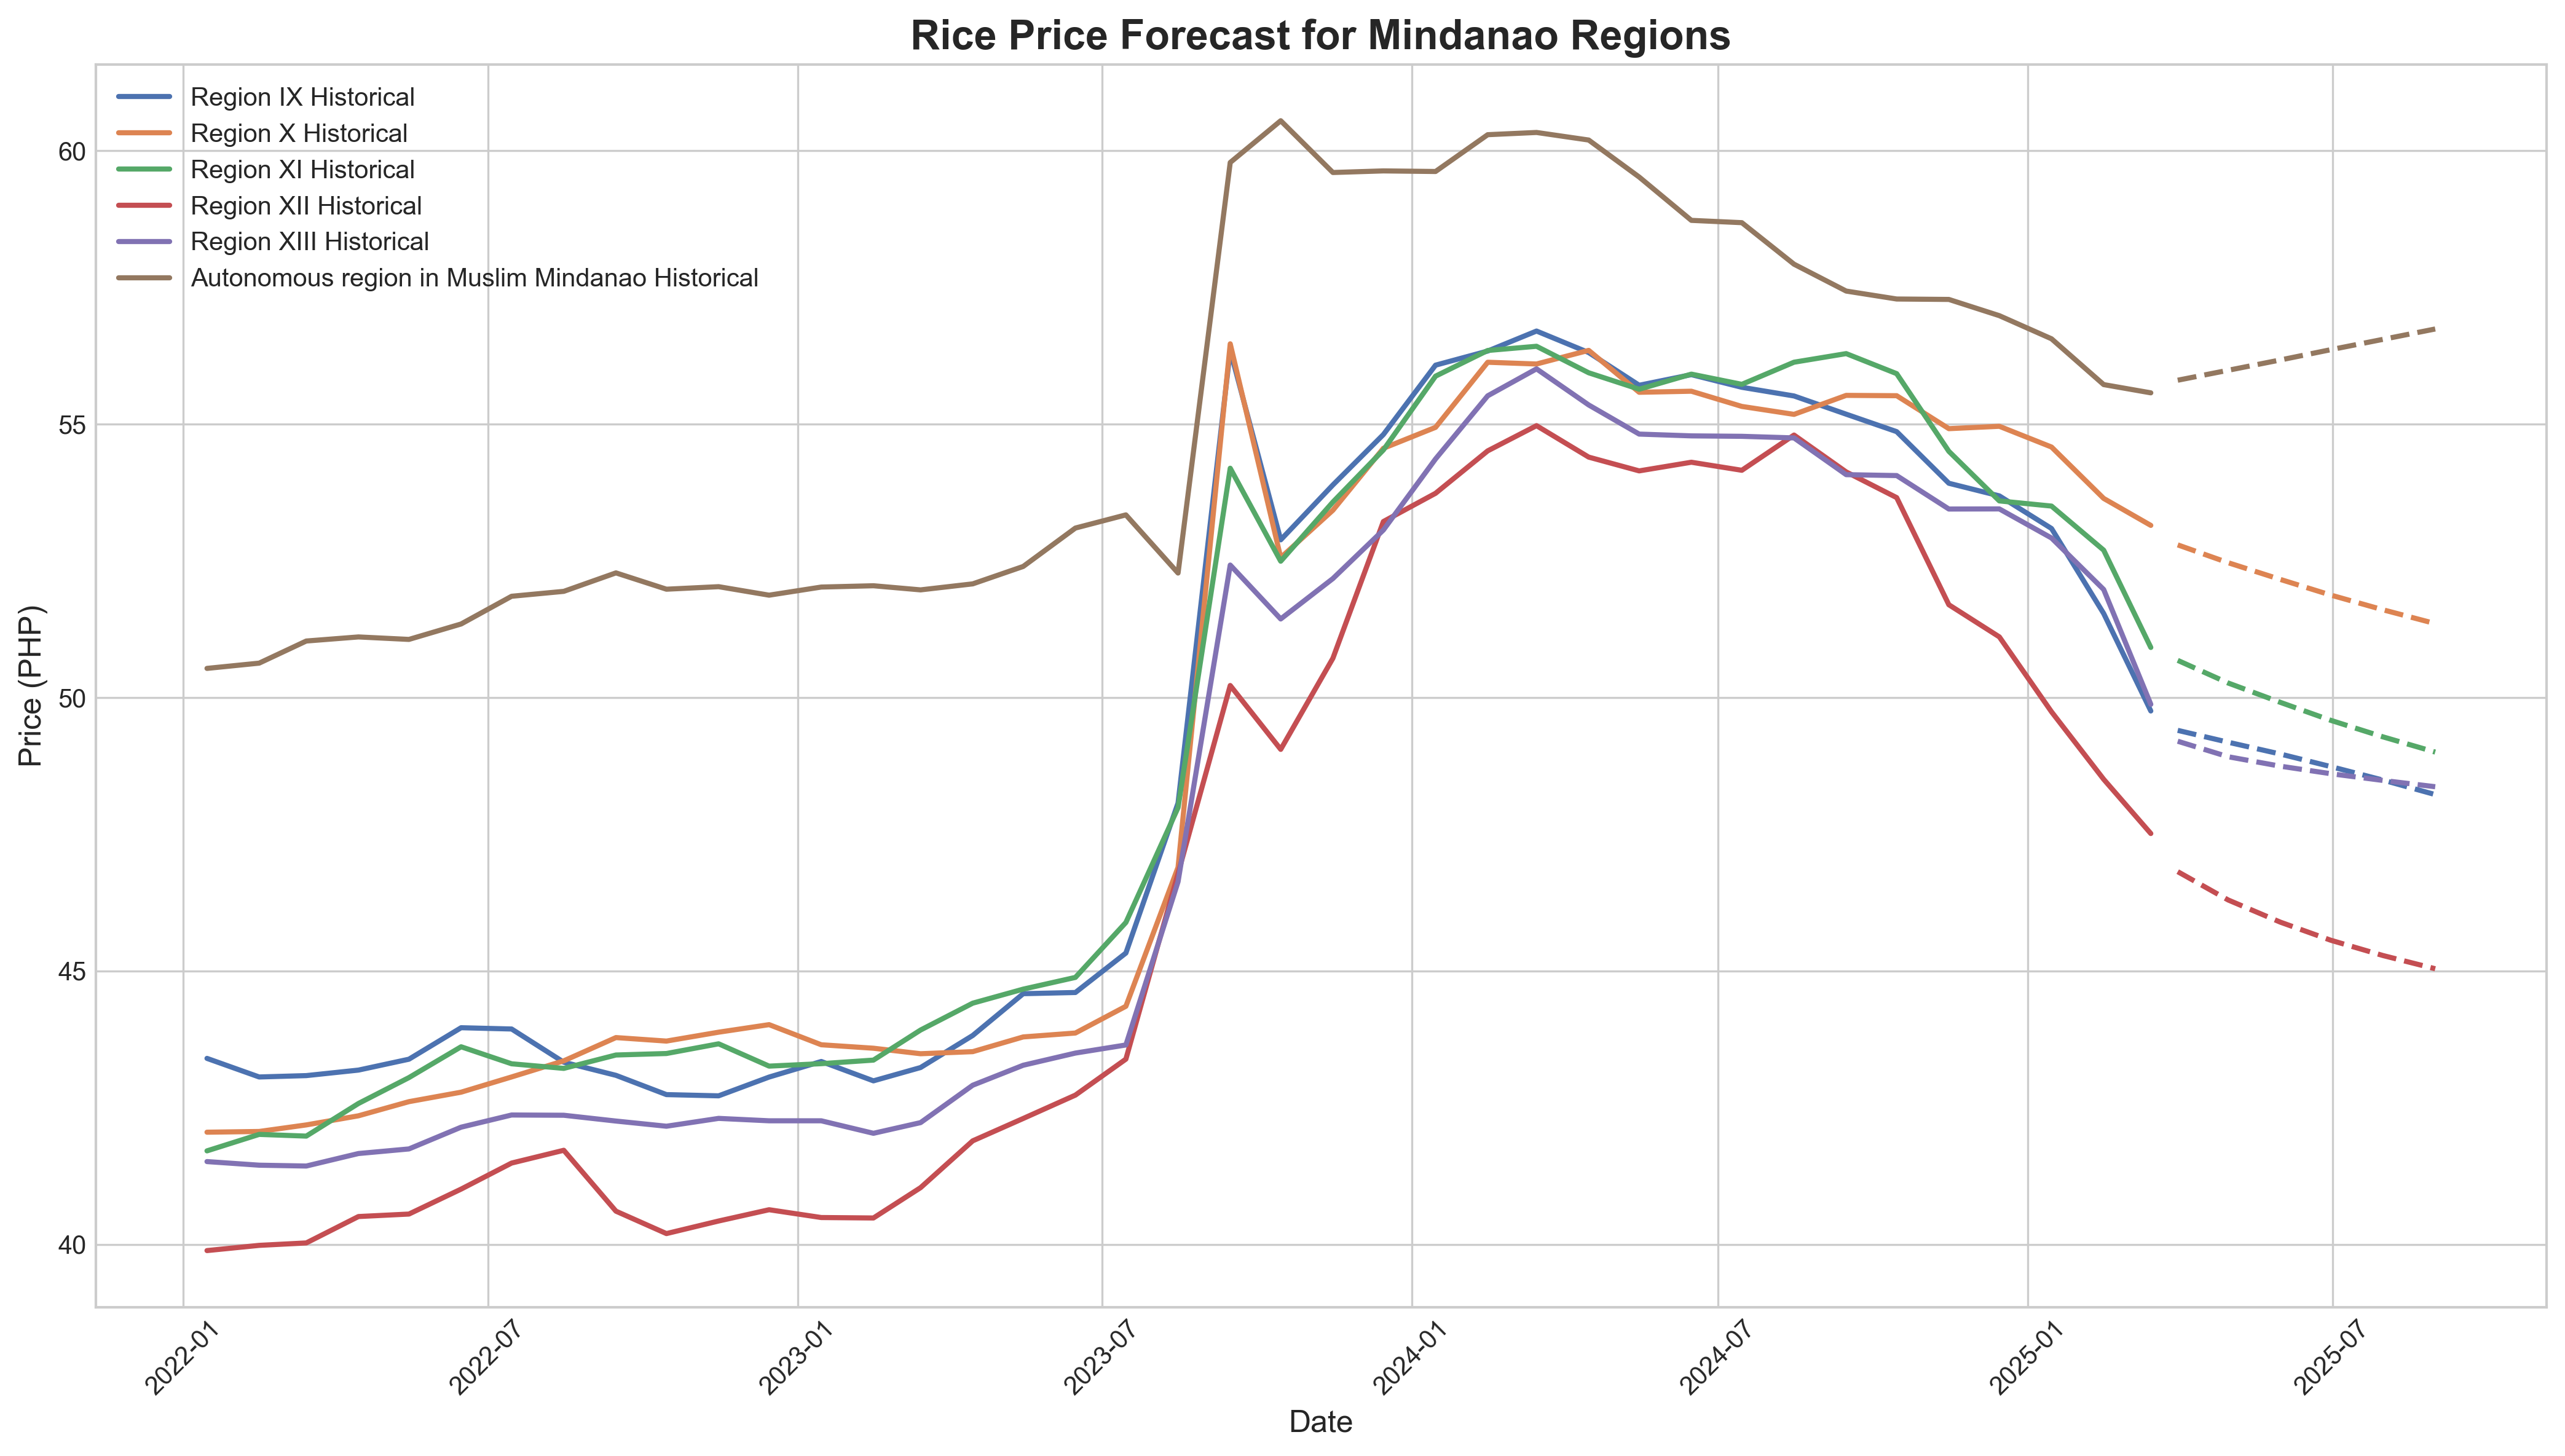 Rice Price Forecast for Mindanao Regions
Region IX Historical
Region X Historical
Region XI Historical
Region XII Historical
Region XIII Historical
Autonomous region in Muslim Mindanao Historical
Price (PHP)
60
55
50
45
40
2022-01
2022-07
2023-01
2023-07
2024-01
2024-07
2025-01
2025-07
Date